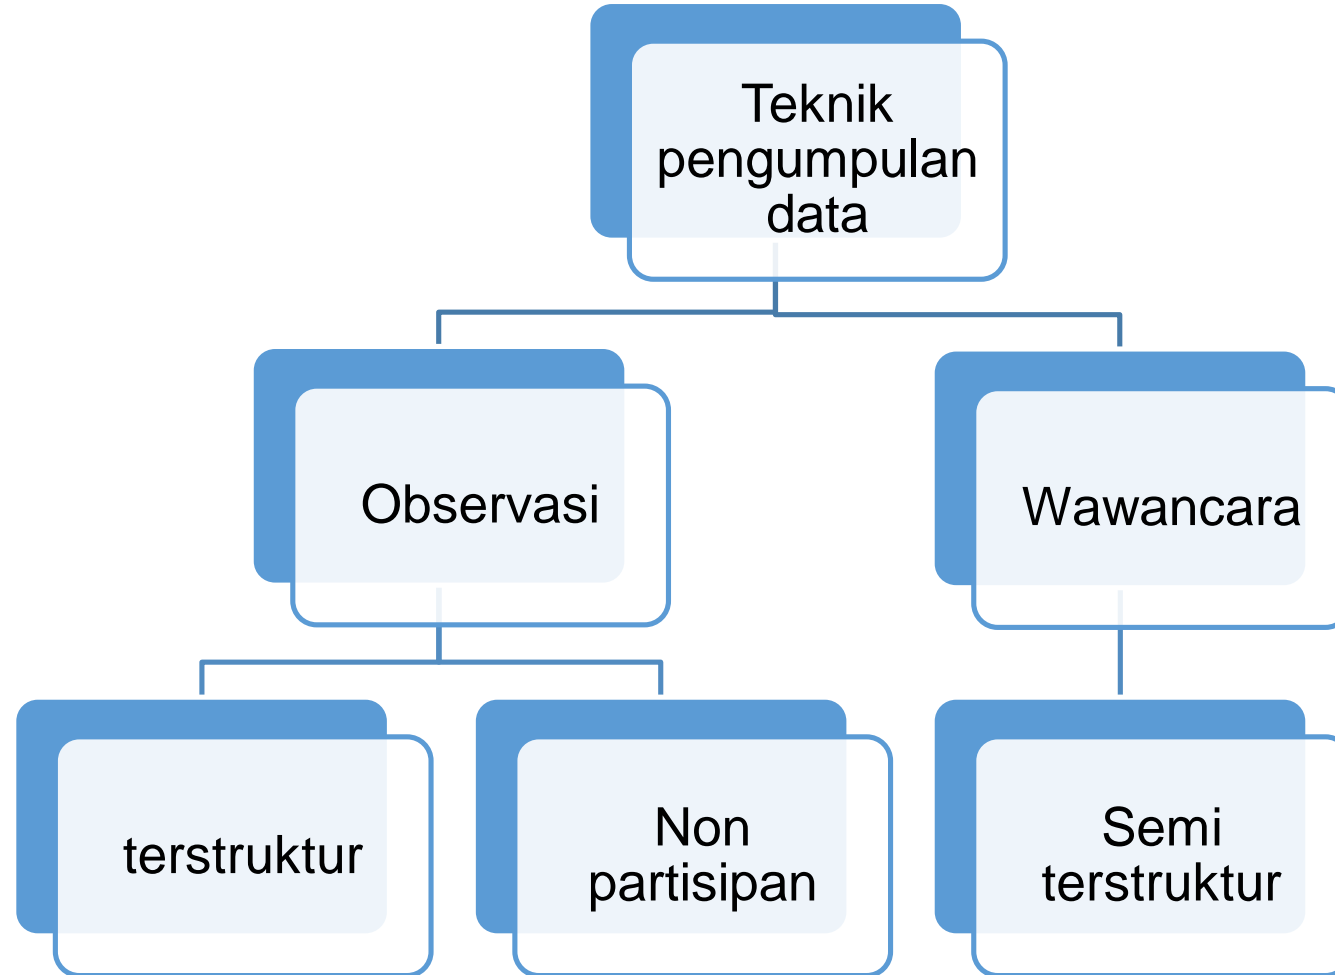 Teknik
pengumpulan
data
Observasi
Wawancara
terstruktur
Non
partisipan
Semi
terstruktur